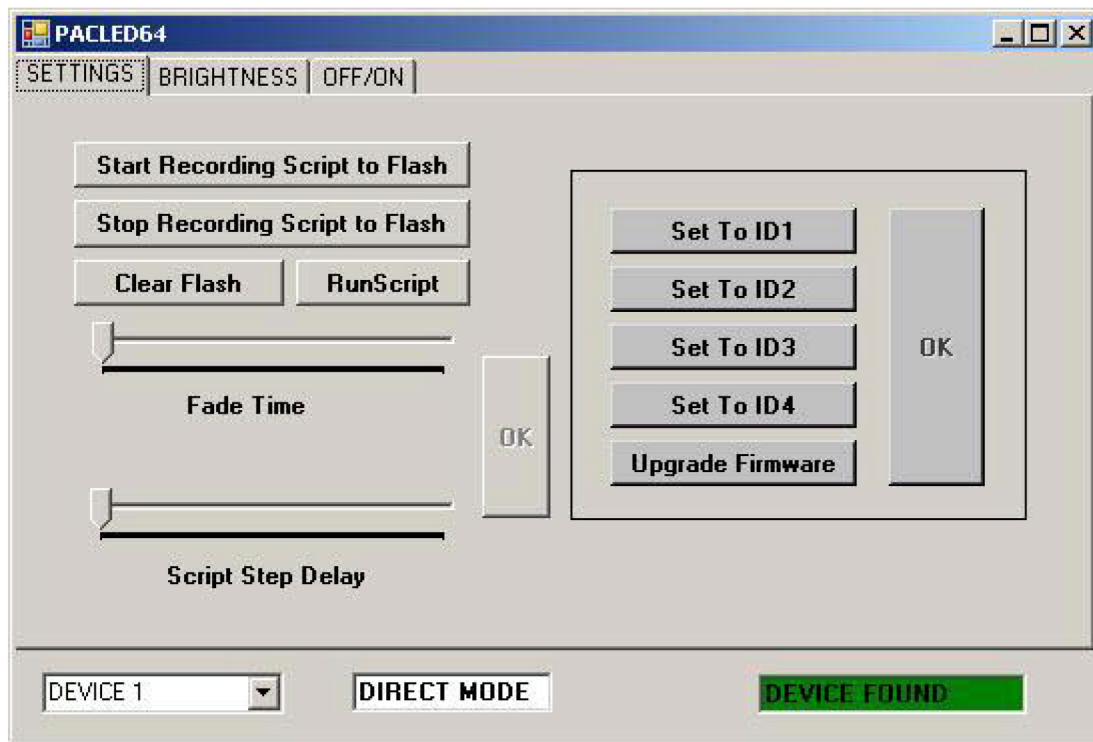 PACLED64
SETTINGS BRIGHTNESS OFF/ON
Start Recording Script to Flash
Stop Recording Script to Flash
Clear Flash RunScript
Fade Time
OK
Script Step Delay
Set To ID1
Set To ID2
Set To ID3
Set To ID4
Upgrade Firmware
OK
DEVICE 1
DIRECT MODE
DEVICE FOUND